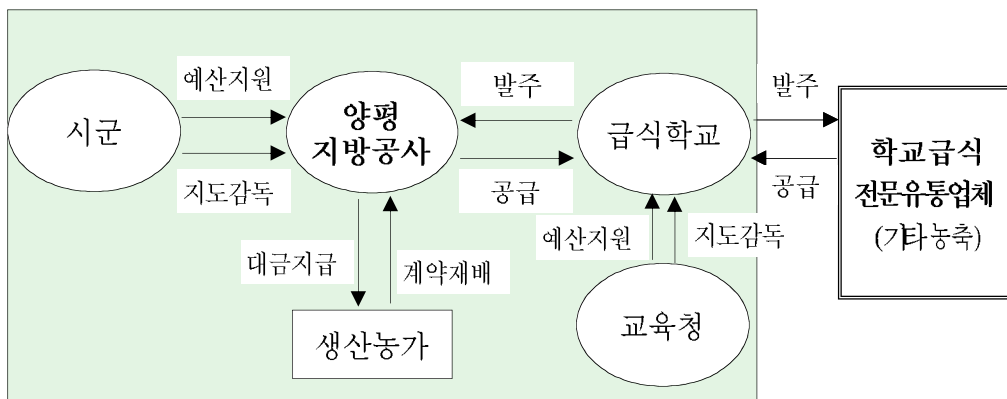 예산지원
발주
발주
시군
양평
지방공사
급식학교
학교급식
전문유통업체
(기타 농축)
지도감독
공급
공급
예산지원
지도감독
대금지급
계약재배
생산농가
교육청